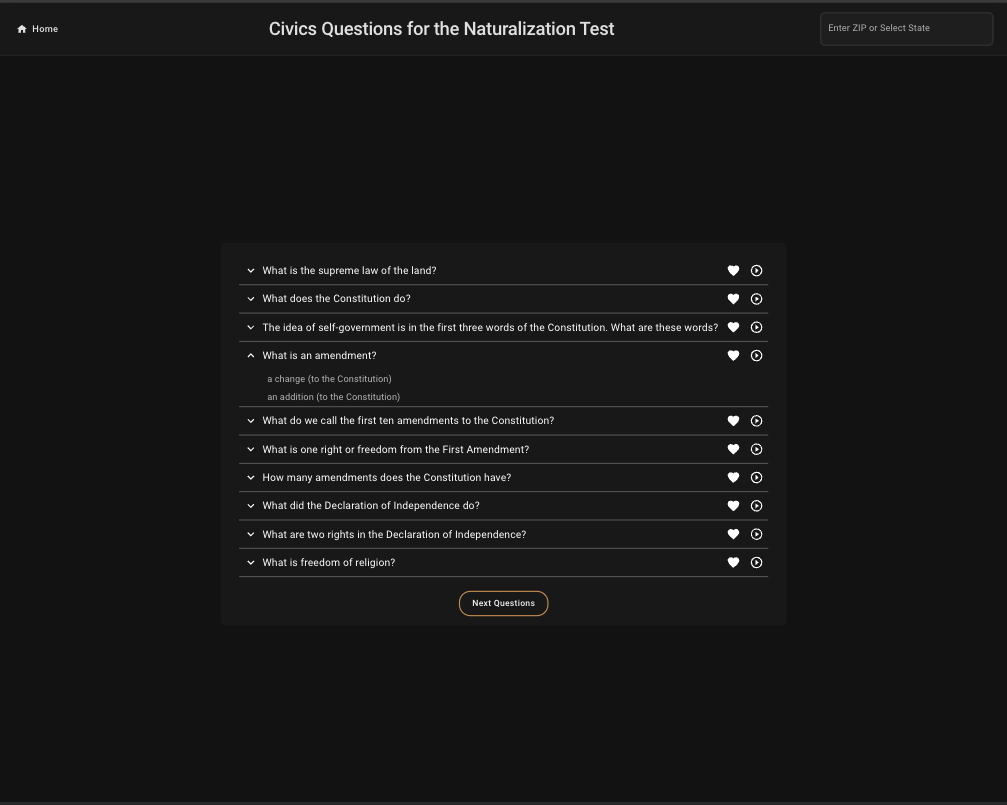 Home
Civics Questions for the Naturalization Test
Enter ZIP or Select State
What is the supreme law of the land?
What does the Constitution do?
The idea of self-government is in the first three words of the Constitution. What are these words?
What is an amendment?
a change (to the Constitution)
an addition (to the Constitution)
What do we call the first ten amendments to the Constitution?
What is one right or freedom from the First Amendment?
How many amendments does the Constitution have?
What did the Declaration of Independence do?
What are two rights in the Declaration of Independence?
What is freedom of religion?
Next Questions